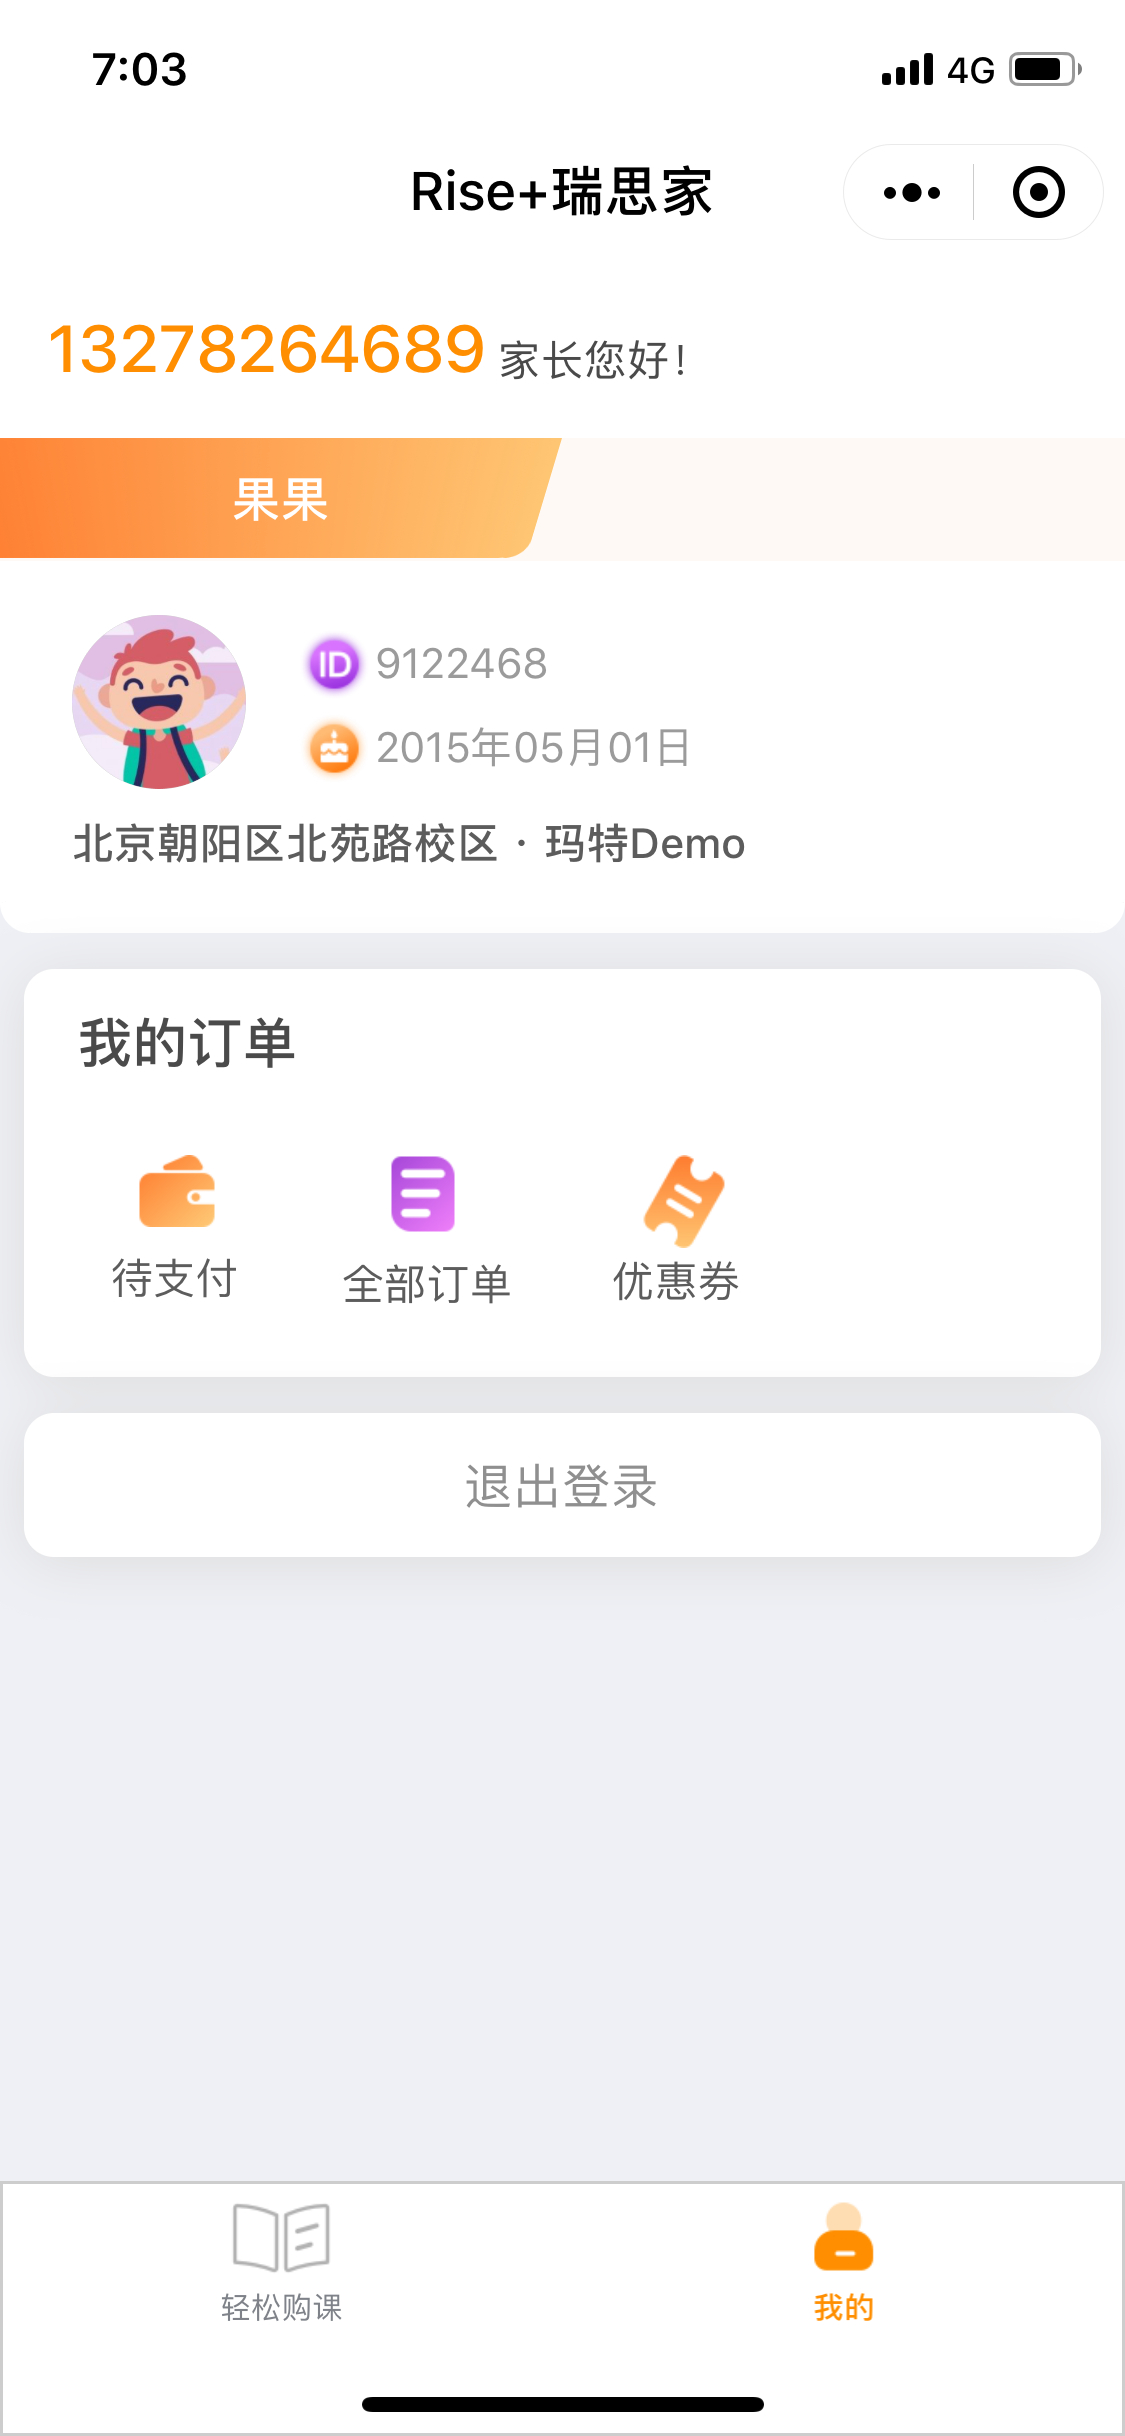 7:03
4G
Rise+瑞思家
13278264689 家长您好！
果果
ID 9122468
2015年05月01日
北京朝阳区北苑路校区 · 玛特Demo
我的订单
待支付
全部订单
优惠券
退出登录
轻松购课
我的